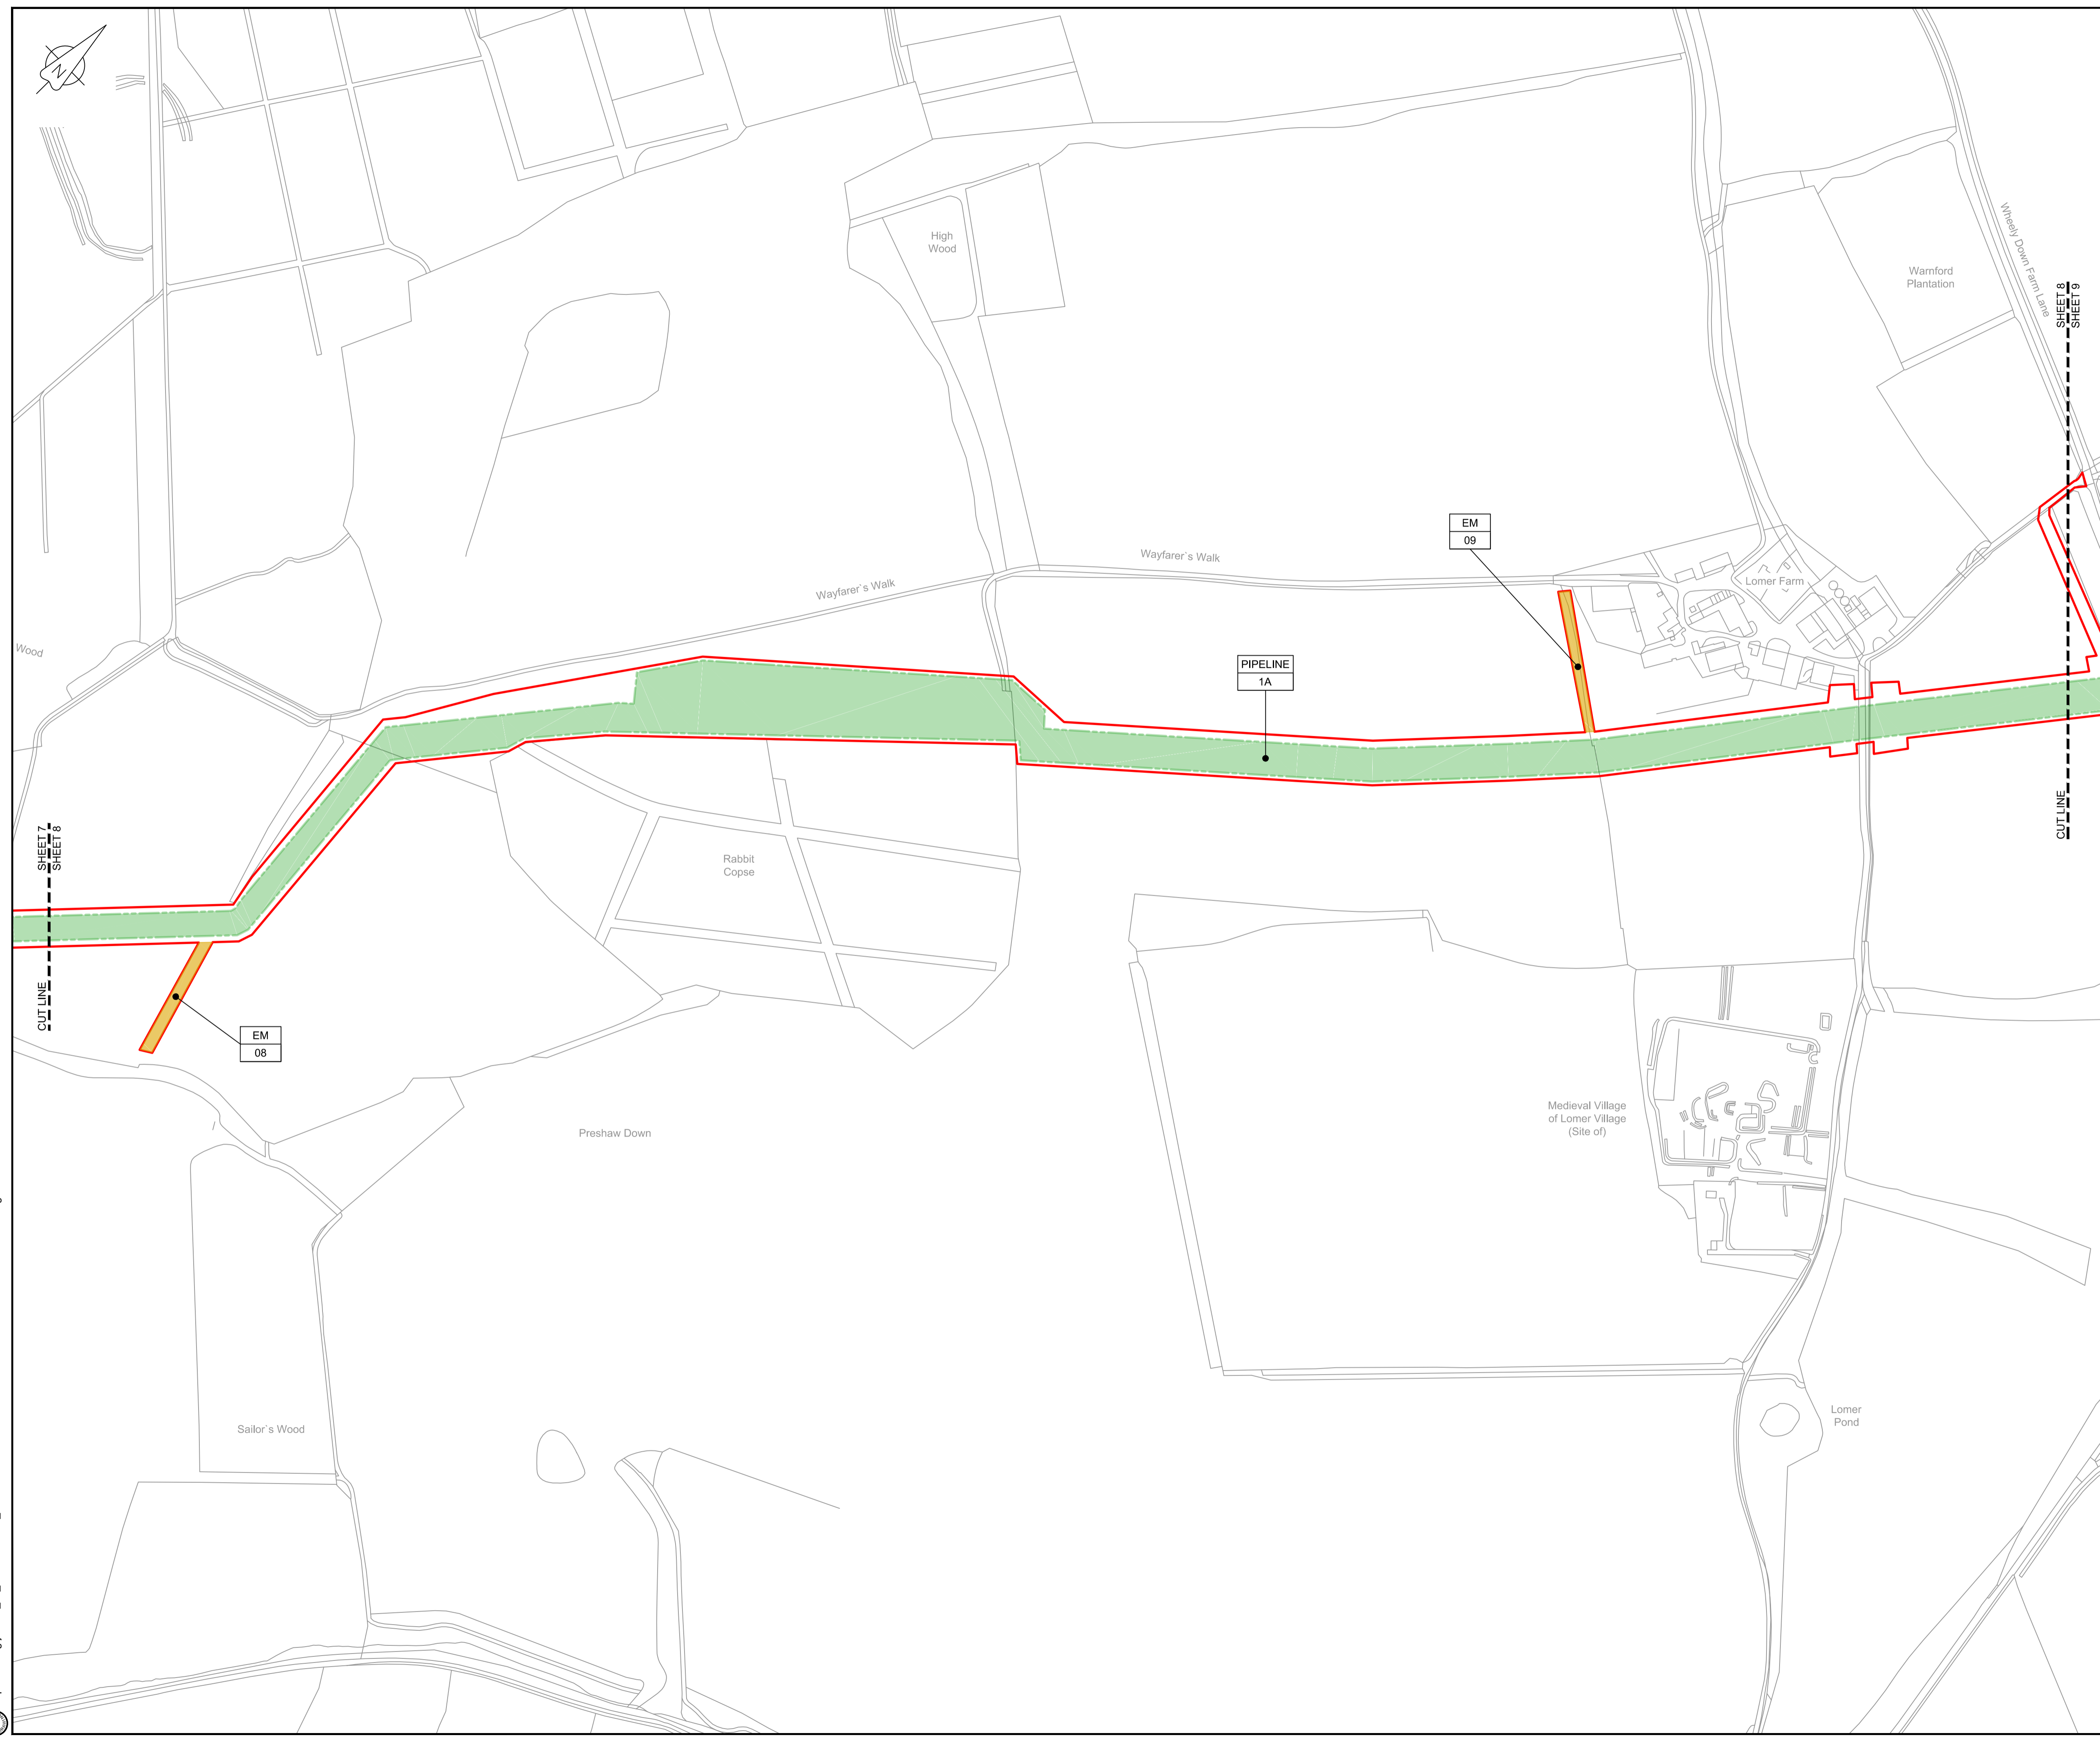 N
High
Wood
Wheely Down Farm Lane
Warnford
Plantation
SHEET 8
SHEET 9
EM
09
Wayfarer`s Walk
Wayfarer`s Walk
Lomer Farm
Wood
PIPELINE
1A
SHEET 7
SHEET 8
CUT LINE
CUT LINE
Rabbit
Copse
EM
08
Preshaw Down
Medieval Village
of Lomer Village
(Site of)
Sailor`s Wood
Lomer
Pond